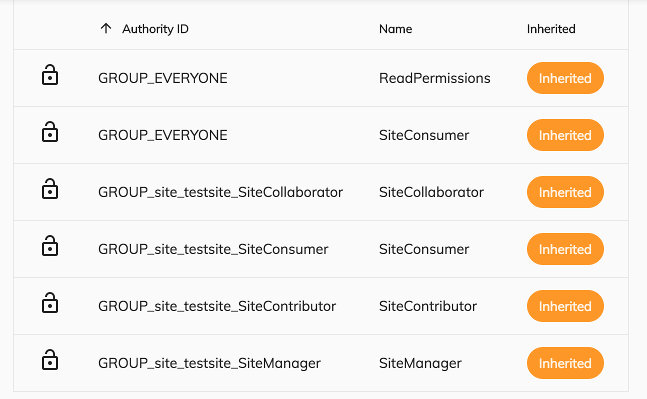 Authority ID Name Inherited
GROUP_EVERYONE ReadPermissions Inherited
GROUP_EVERYONE SiteConsumer Inherited
GROUP_site_testsite_SiteCollaborator SiteCollaborator Inherited
GROUP_site_testsite_SiteConsumer SiteConsumer Inherited
GROUP_site_testsite_SiteContributor SiteContributor Inherited
GROUP_site_testsite_SiteManager SiteManager Inherited